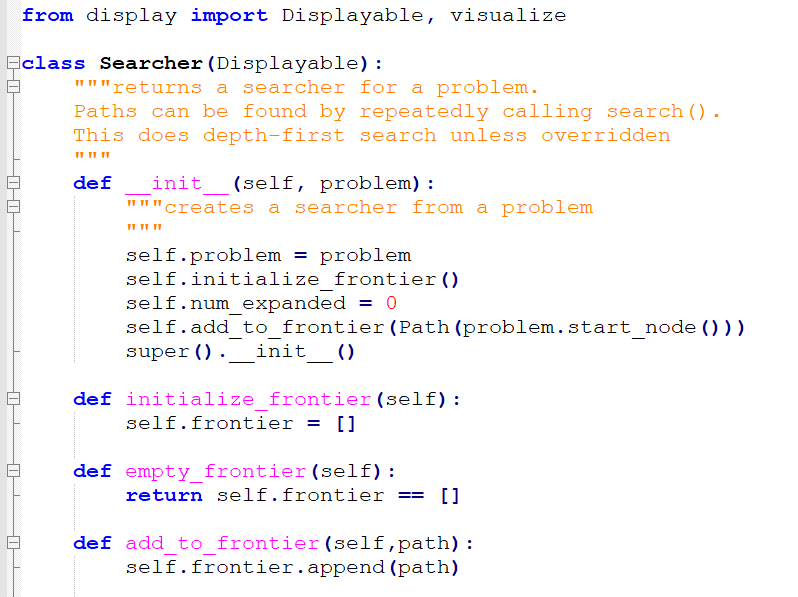 from display import Displayable, visualize
class Searcher(Displayable):
"""returns a searcher for a problem.
Paths can be found by repeatedly calling search().
This does depth-first search unless overridden
"""
def __init__(self, problem):
"""creates a searcher from a problem
"""
self.problem = problem
self.initialize_frontier()
self.num_expanded = 0
self.add_to_frontier(Path(problem.start_node()))
super().__init__()
def initialize_frontier(self):
self.frontier = []
def empty_frontier(self):
return self.frontier == []
def add_to_frontier(self,path):
self.frontier.append(path)